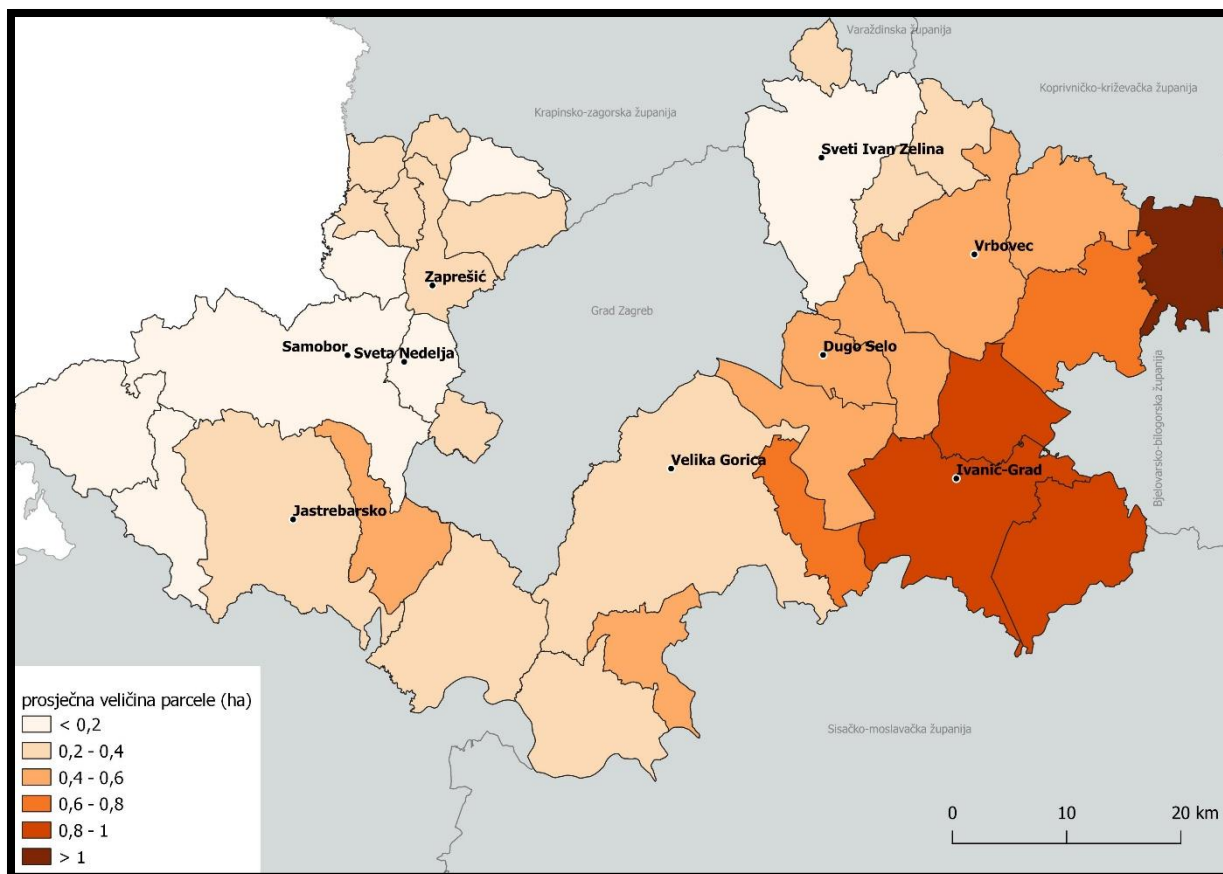 Varaždinska županija
Koprivničko-križevačka županija
Krapinsko-zagorska županija
Sveti Ivan Zelina
Vrbovec
Zaprešić
Grad Zagreb
Samobor
Sveta Nedelja
Dugo Selo
Bjelovarsko-bilogorska županija
Velika Gorica
Ivanić-Grad
Jastrebarsko
Sisačko-moslavačka županija
prosječna veličina parcele (ha)
< 0,2
0,2 - 0,4
0,4 - 0,6
0,6 - 0,8
0,8 - 1
> 1
0 10 20 km